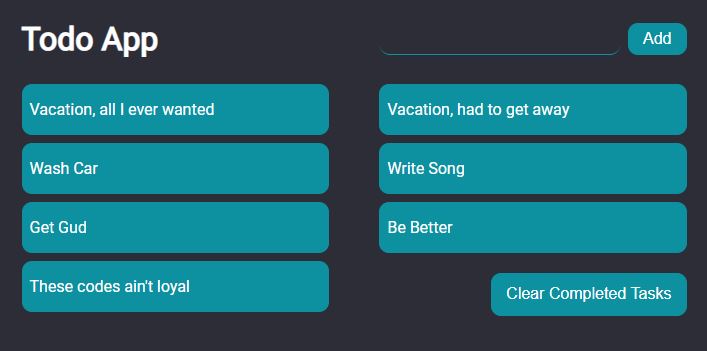 Todo App
Add
Vacation, all I ever wanted
Vacation, had to get away
Wash Car
Write Song
Get Gud
Be Better
These codes ain't loyal
Clear Completed Tasks